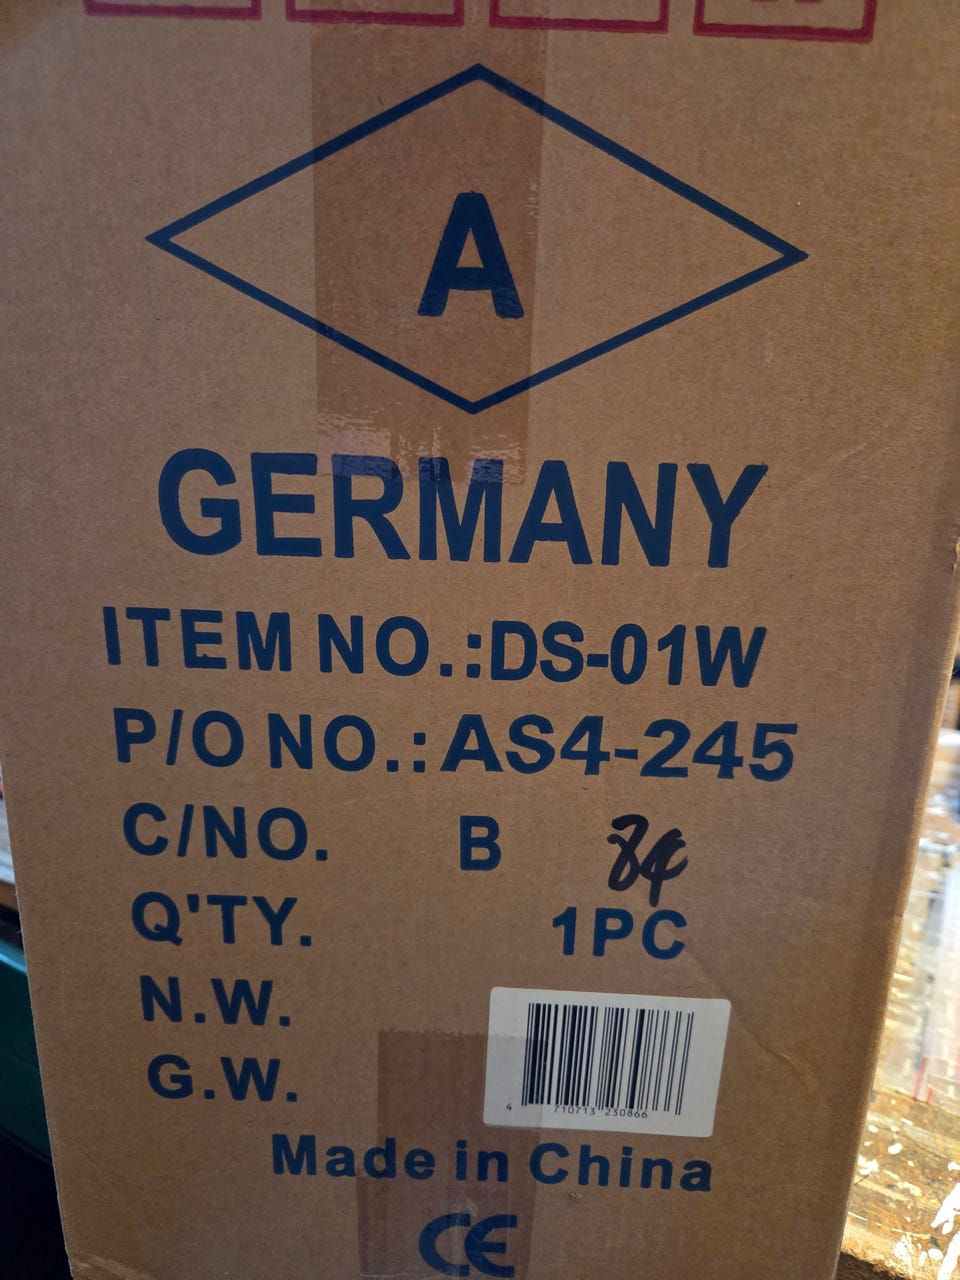 A
GERMANY
ITEM NO.:DS-01W
P/O NO.:AS4-245
C/NO. B 84
Q'TY. 1PC
N.W.
G.W.
4 710713 230866
Made in China
CE